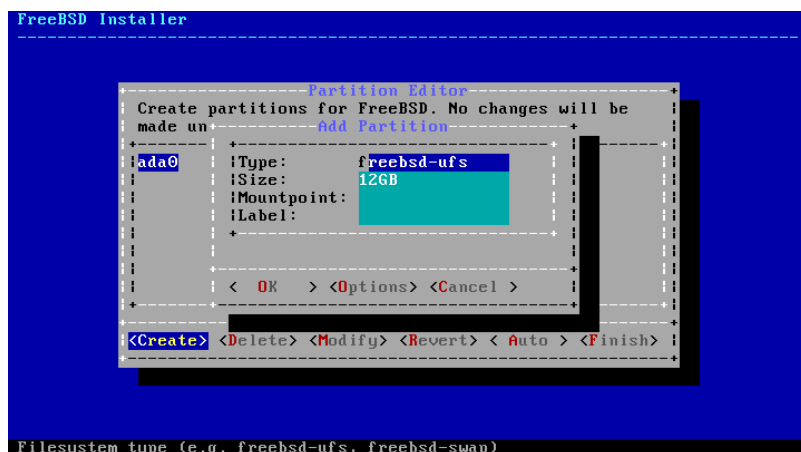 FreeBSD Installer
Partition Editor
Create partitions for FreeBSD. No changes will be
made un
Add Partition
ada0
Type: freebsd-ufs
Size: 12GB
Mountpoint:
Label:
< OK > <Options> <Cancel >
<Create> <Delete> <Modify> <Revert> < Auto > <Finish>
Filesystem type (e.g. freebsd-ufs, freebsd-swap)